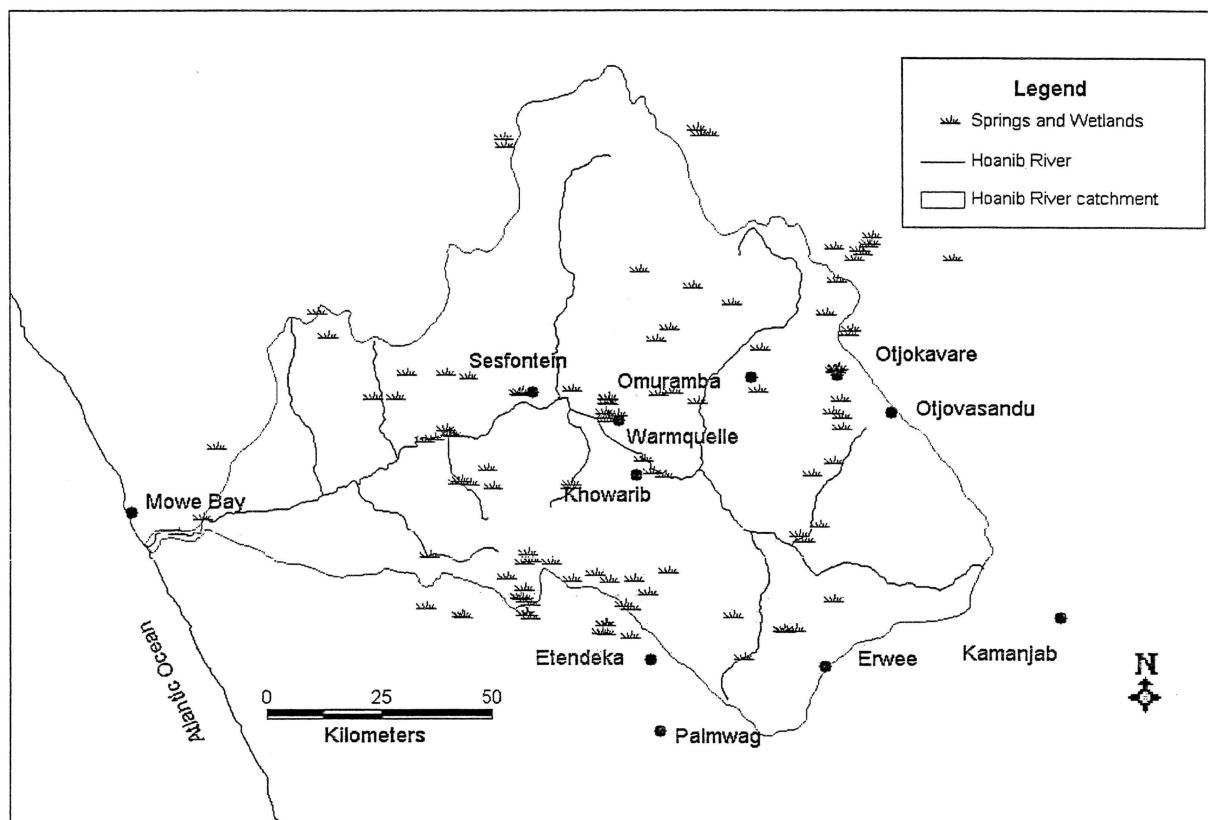 Legend
Springs and Wetlands
Hoanib River
Hoanib River catchment
Otjokavare
Sesfontein
Omuramba
Otjovasandu
Warmquelle
Khowarib
Mowe Bay
Atlantic Ocean
Etendeka
Erwee
Kamanjab
N
0 25 50
Kilometers
Palmwag